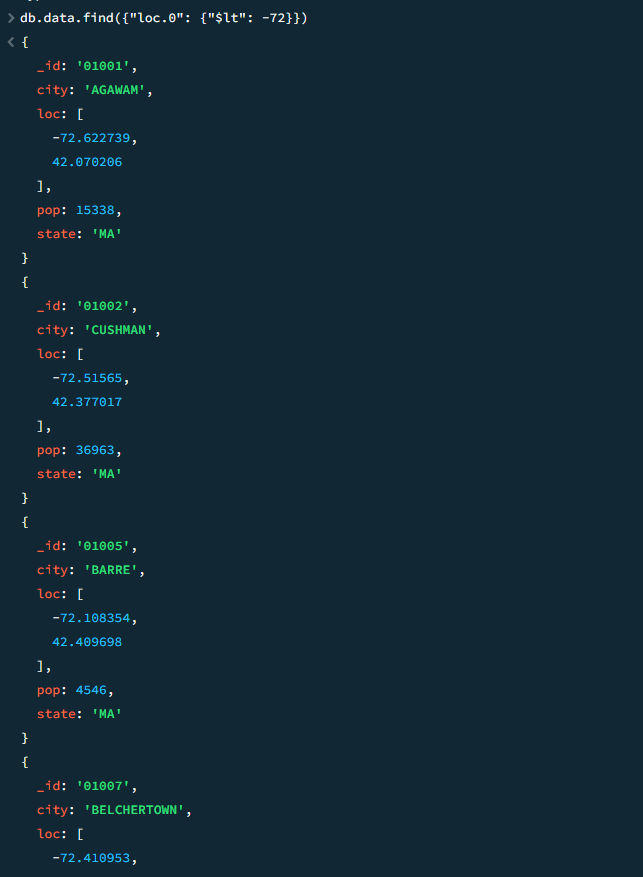 > db.data.find({"loc.0": {"$lt": -72}})
< {
_id: '01001',
city: 'AGAWAM',
loc: [
-72.622739,
42.070206
],
pop: 15338,
state: 'MA'
}
{
_id: '01002',
city: 'CUSHMAN',
loc: [
-72.51565,
42.377017
],
pop: 36963,
state: 'MA'
}
{
_id: '01005',
city: 'BARRE',
loc: [
-72.108354,
42.409698
],
pop: 4546,
state: 'MA'
}
{
_id: '01007',
city: 'BELCHERTOWN',
loc: [
-72.410953,